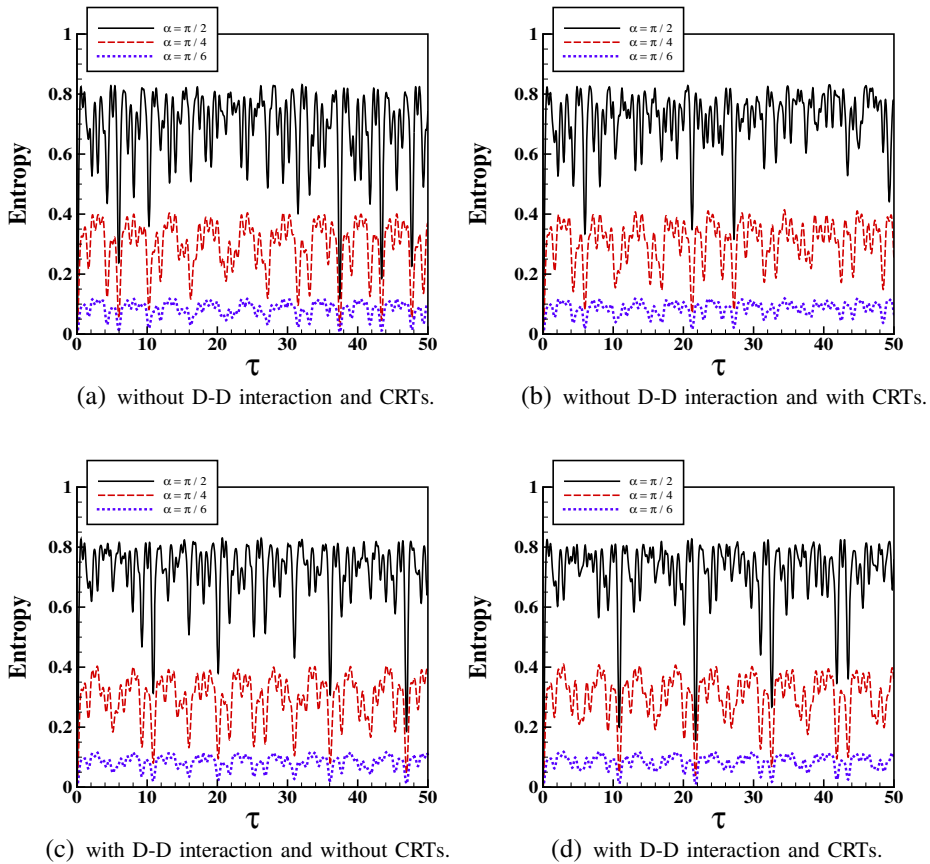 α = π / 2
α = π / 4
α = π / 6
1
0.8
0.6
0.4
0.2
0
Entropy
0 10 20 30 40 50
τ
(a) without D-D interaction and CRTs.
α = π / 2
α = π / 4
α = π / 6
1
0.8
0.6
0.4
0.2
0
Entropy
0 10 20 30 40 50
τ
(b) without D-D interaction and with CRTs.
α = π / 2
α = π / 4
α = π / 6
1
0.8
0.6
0.4
0.2
0
Entropy
0 10 20 30 40 50
τ
(c) with D-D interaction and without CRTs.
α = π / 2
α = π / 4
α = π / 6
1
0.8
0.6
0.4
0.2
0
Entropy
0 10 20 30 40 50
τ
(d) with D-D interaction and CRTs.